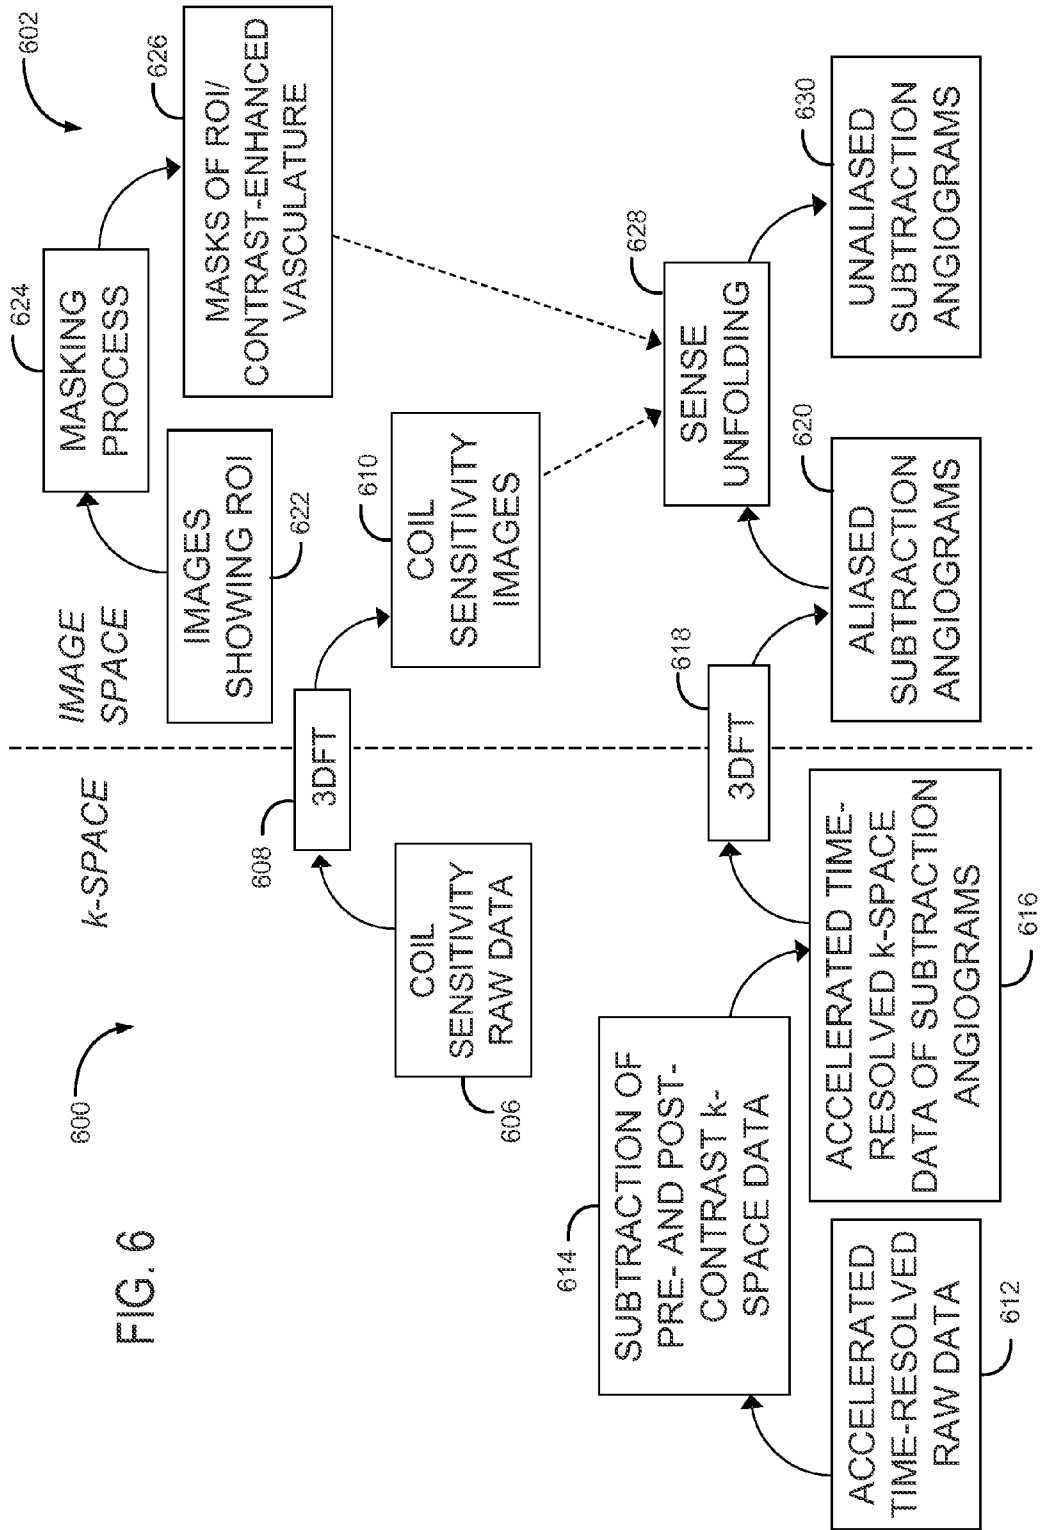 FIG. 6
600
k-SPACE
IMAGE
SPACE
602
IMAGES
SHOWING ROI
622
MASKING
PROCESS
624
MASKS OF ROI/
CONTRAST-ENHANCED
VASCULATURE
626
COIL
SENSITIVITY
RAW DATA
606
3DFT
608
COIL
SENSITIVITY
IMAGES
610
SUBTRACTION OF
PRE- AND POST-
CONTRAST k-
SPACE DATA
614
3DFT
618
SENSE
UNFOLDING
628
ACCELERATED
TIME-RESOLVED
RAW DATA
612
ACCELERATED TIME-
RESOLVED k-SPACE
DATA OF SUBTRACTION
ANGIOGRAMS
616
ALIASED
SUBTRACTION
ANGIOGRAMS
620
UNALIASED
SUBTRACTION
ANGIOGRAMS
630